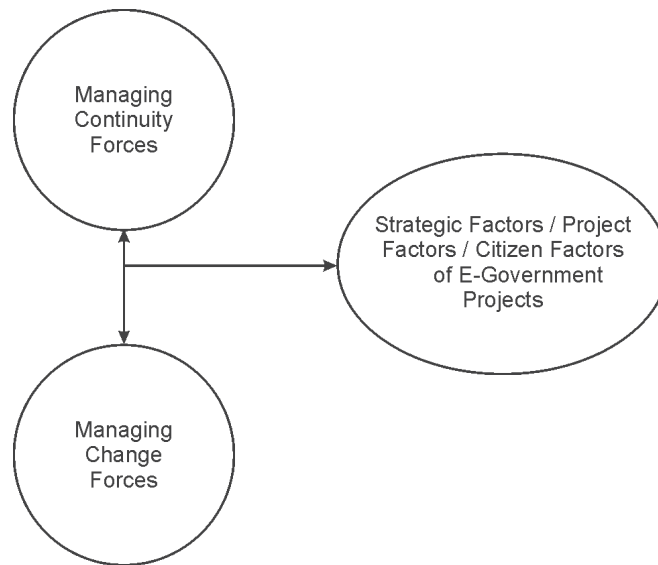 Managing
Continuity
Forces
Strategic Factors / Project
Factors / Citizen Factors
of E-Government
Projects
Managing
Change
Forces